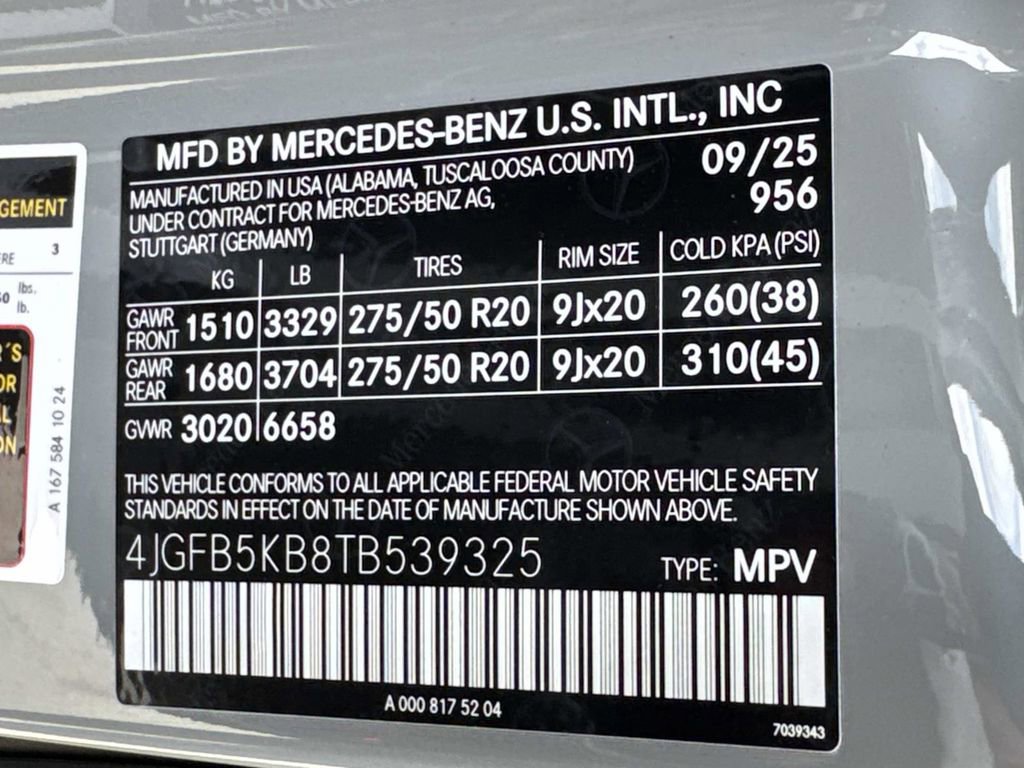 MFD BY MERCEDES-BENZ U.S. INTL., INC
MANUFACTURED IN USA (ALABAMA, TUSCALOOSA COUNTY) 09/25
UNDER CONTRACT FOR MERCEDES-BENZ AG, 956
STUTTGART (GERMANY)
KG LB TIRES RIM SIZE COLD KPA (PSI)
GAWR FRONT 1510 3329 275/50 R20 9Jx20 260(38)
GAWR REAR 1680 3704 275/50 R20 9Jx20 310(45)
GVWR 3020 6658
THIS VEHICLE CONFORMS TO ALL APPLICABLE FEDERAL MOTOR VEHICLE SAFETY
STANDARDS IN EFFECT ON THE DATE OF MANUFACTURE SHOWN ABOVE.
4JGFB5KB8TB539325 TYPE: MPV
A 000 817 52 04
7039343
GEMENT
3
lbs.
lb.
A 167 584 10 24